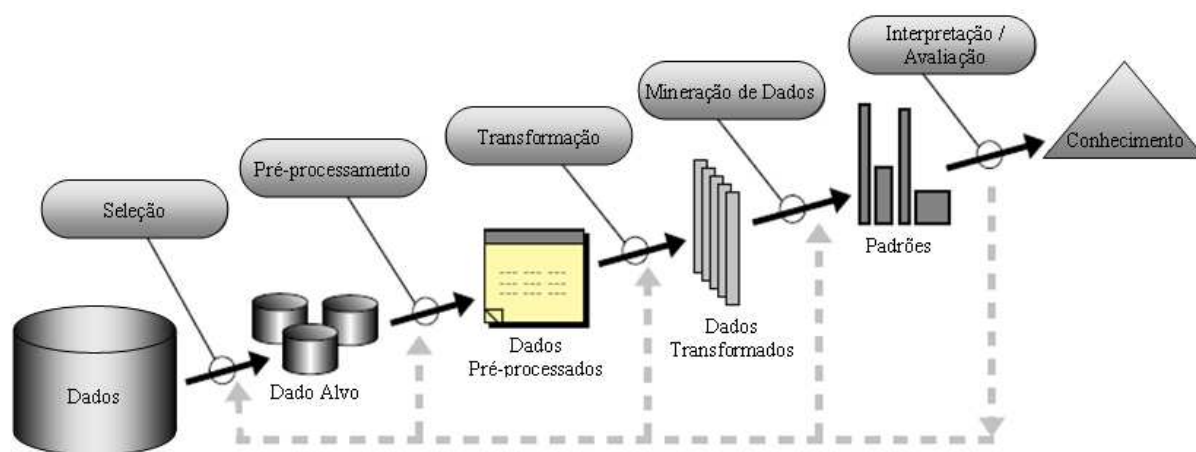 Interpretação /
Avaliação
Mineração de Dados
Transformação
Pré-processamento
Seleção
Conhecimento
Padrões
Dados
Transformados
Dados
Pré-processados
Dado Alvo
Dados